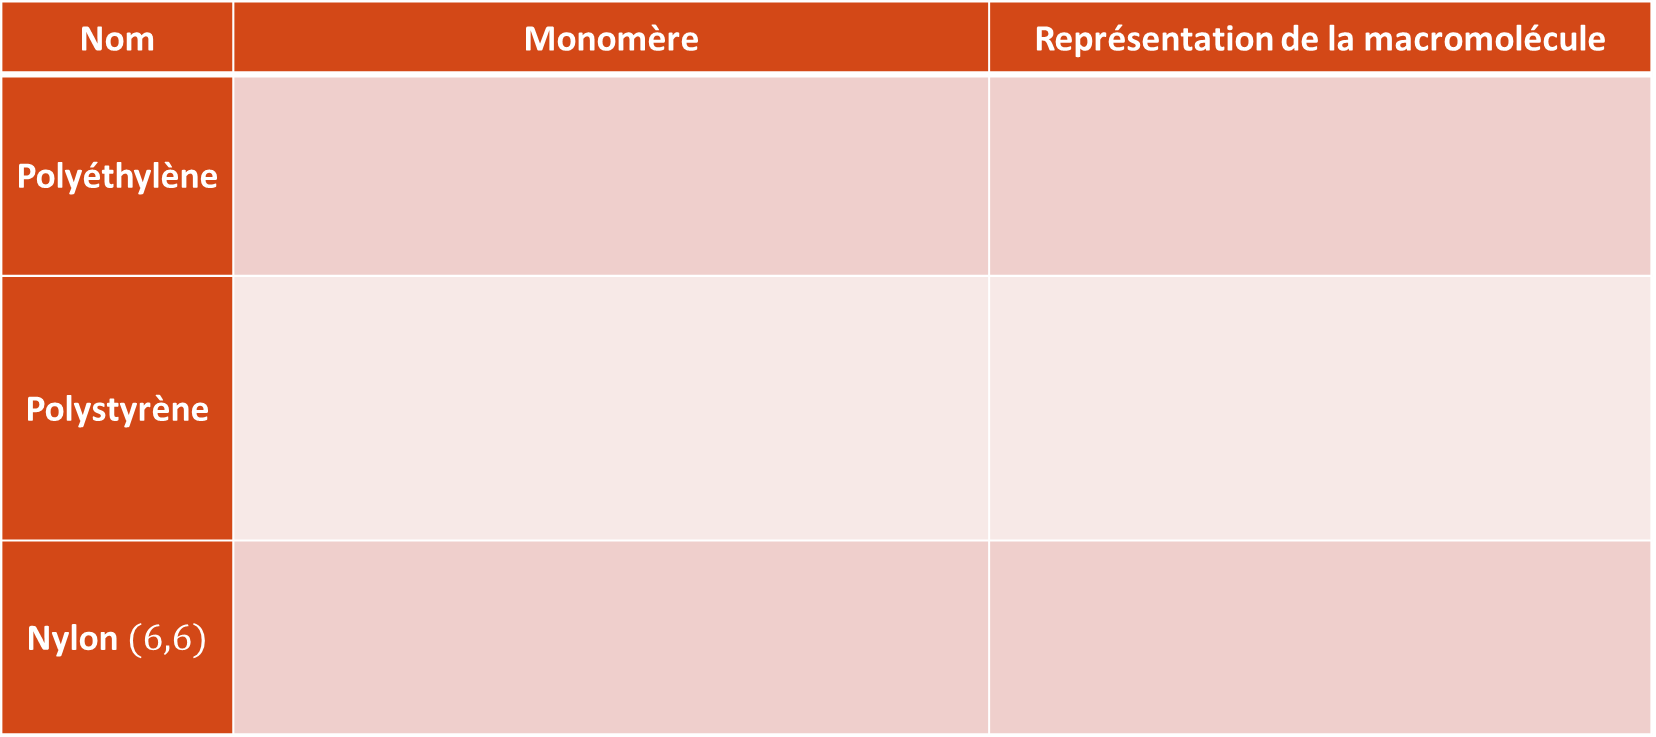 Nom
Monomère
Représentation de la macromolécule
Polyéthylène
Polystyrène
Nylon (6,6)